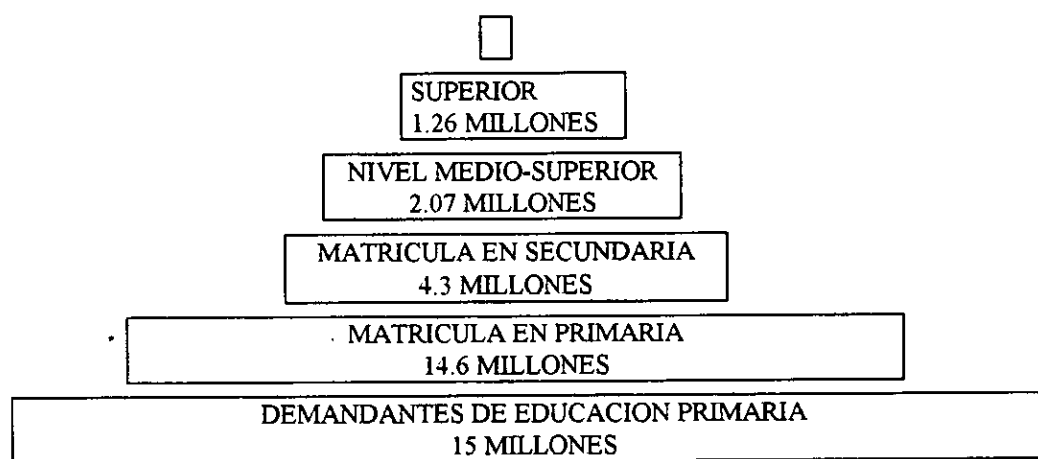 SUPERIOR
1.26 MILLONES
NIVEL MEDIO-SUPERIOR
2.07 MILLONES
MATRICULA EN SECUNDARIA
4.3 MILLONES
MATRICULA EN PRIMARIA
14.6 MILLONES
DEMANDANTES DE EDUCACION PRIMARIA
15 MILLONES